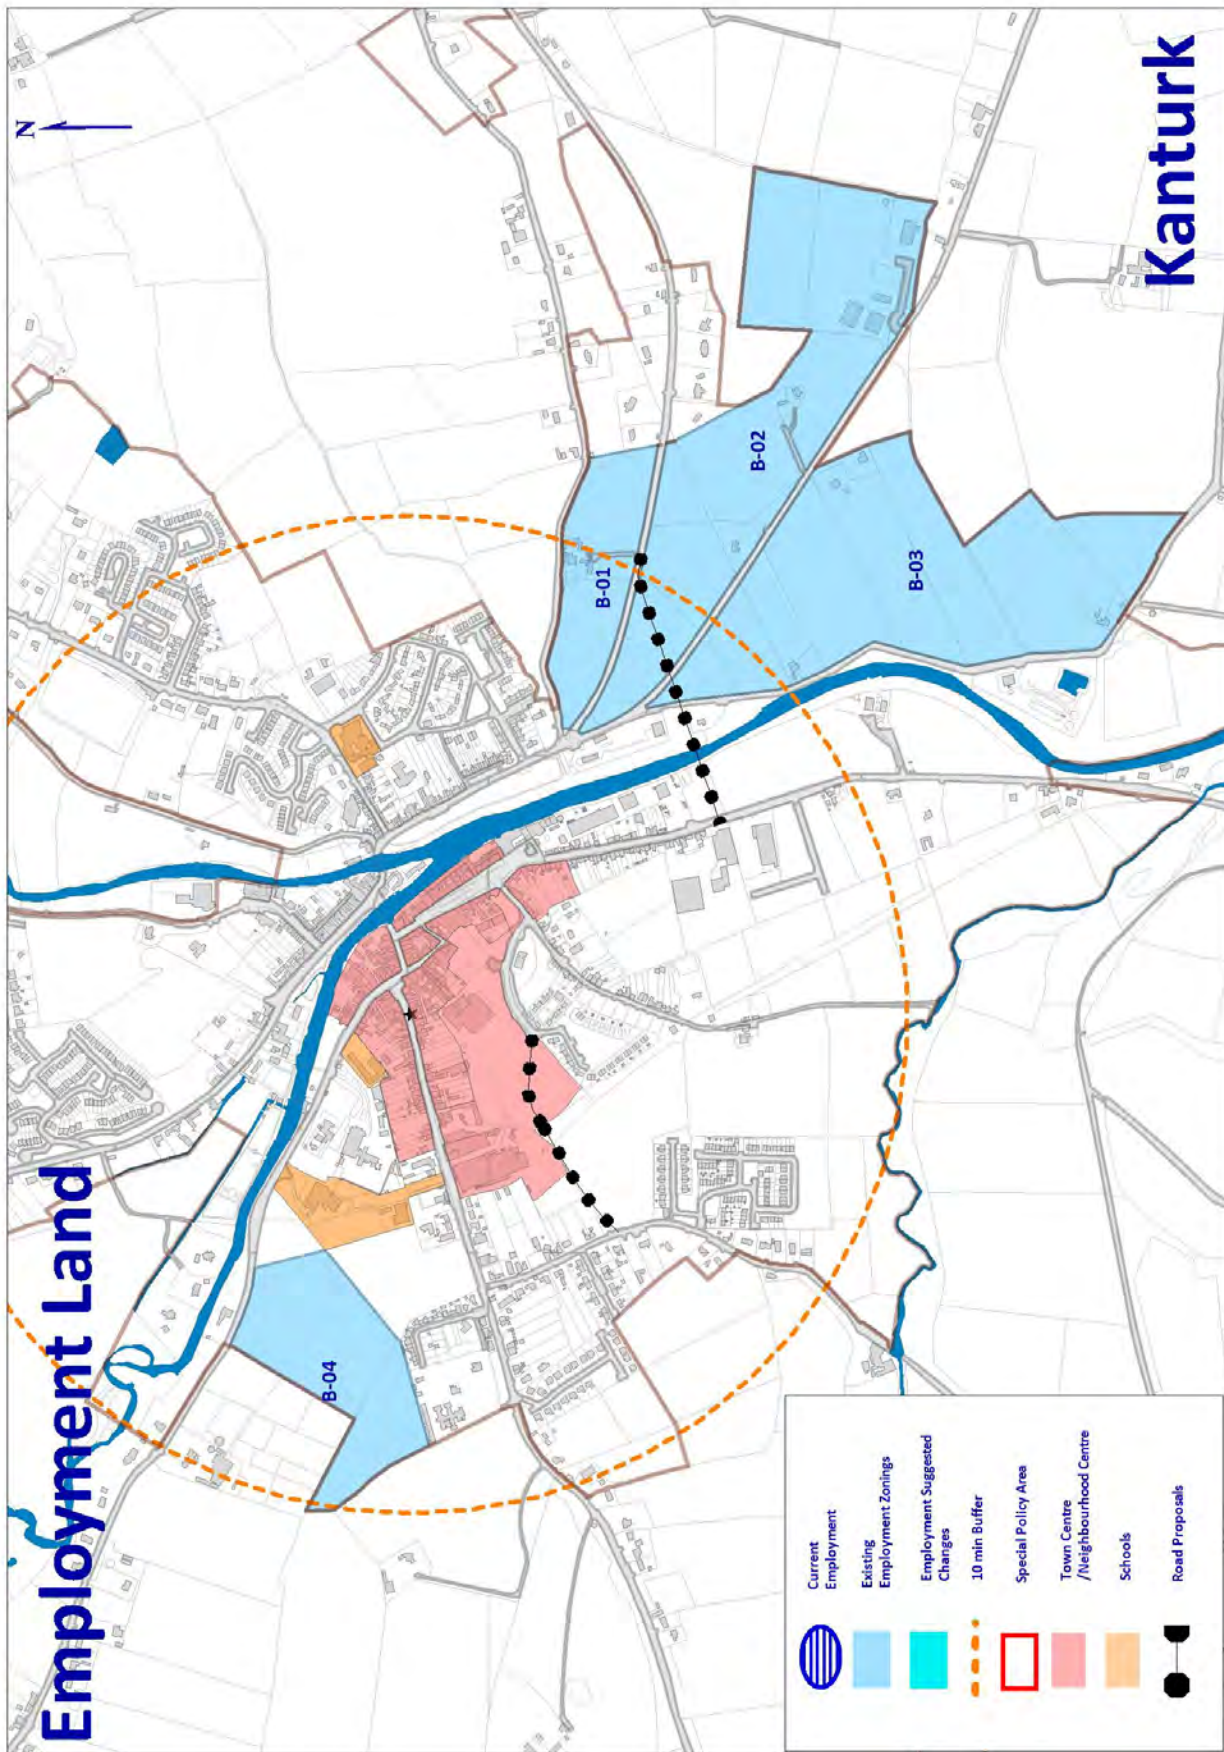 Employment Land
N
B-04
B-01
B-02
B-03
Current
Employment
Existing
Employment Zonings
Employment Suggested
Changes
10 min Buffer
Special Policy Area
Town Centre
/Neighbourhood Centre
Schools
Road Proposals
Kanturk